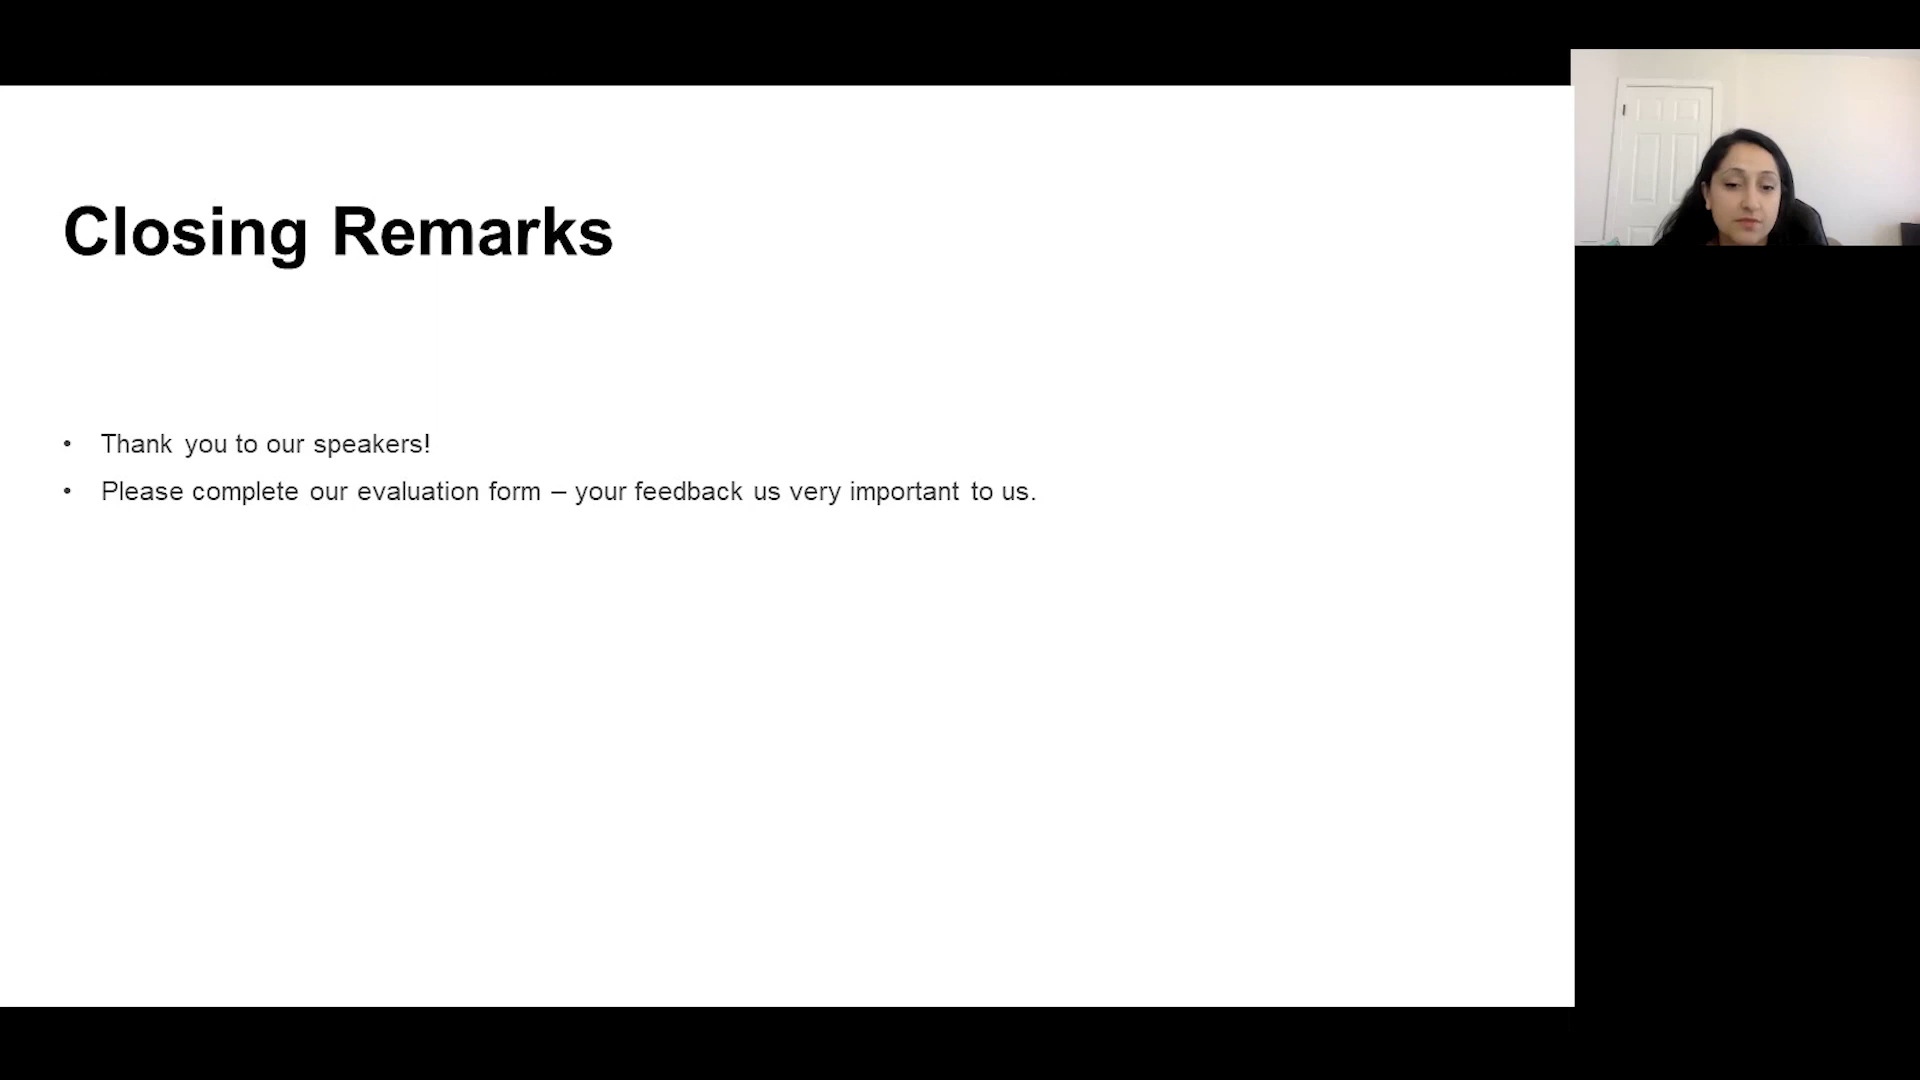 Closing Remarks
• Thank you to our speakers!
• Please complete our evaluation form – your feedback us very important to us.